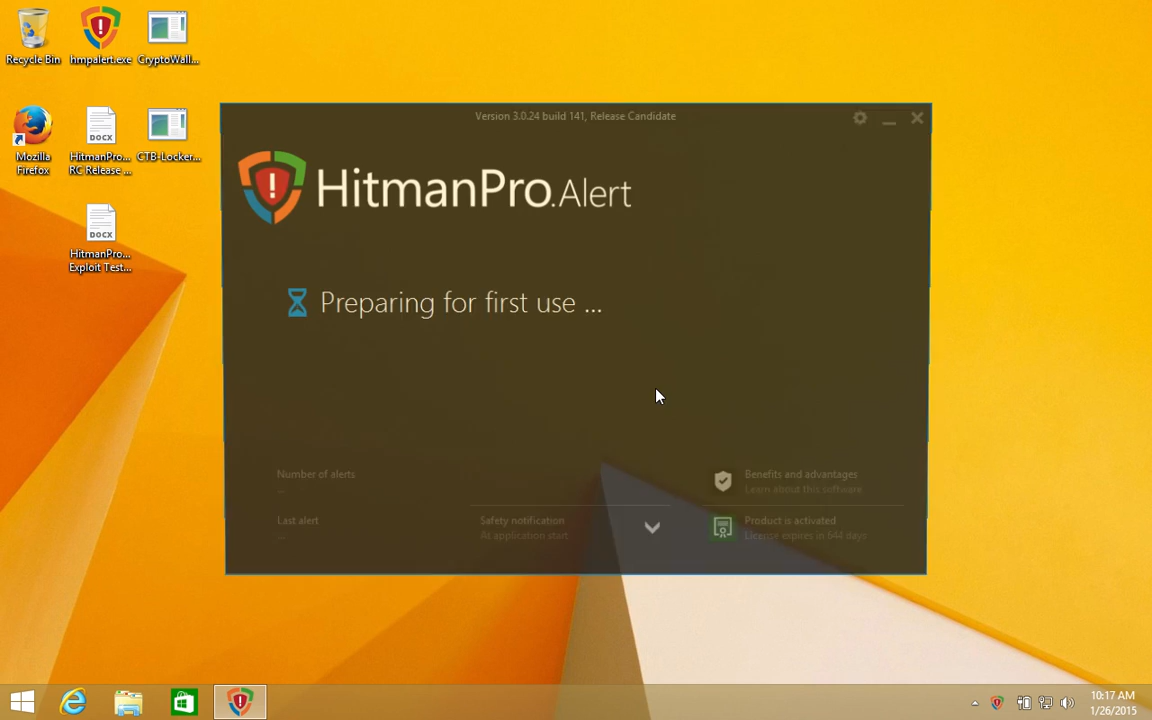 Recycle Bin
hmpalert.exe
CryptoWall...
Mozilla
Firefox
HitmanPro...
RC Release ...
CTB-Locker...
HitmanPro...
Exploit Test...
DOCX
DOCX
Version 3.0.24 build 141, Release Candidate
HitmanPro.Alert
Preparing for first use ...
Number of alerts
--
Last alert
--
Safety notification
At application start
Benefits and advantages
Learn about this software
Product is activated
License expires in 644 days
10:17 AM
1/26/2015